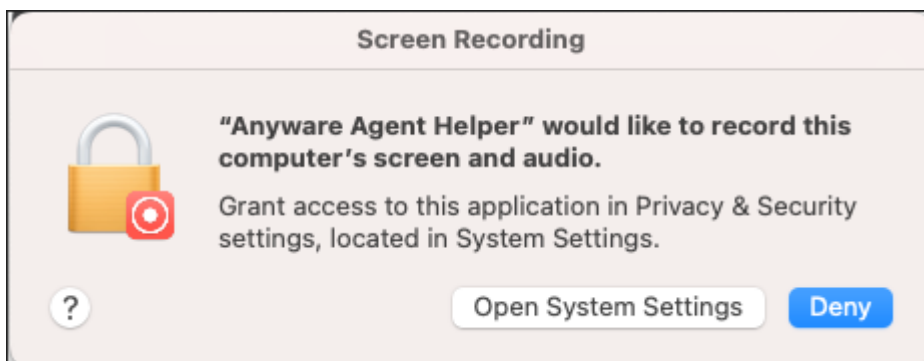 Screen Recording
“Anyware Agent Helper” would like to record this
computer’s screen and audio.
Grant access to this application in Privacy & Security
settings, located in System Settings.
?
Open System Settings
Deny